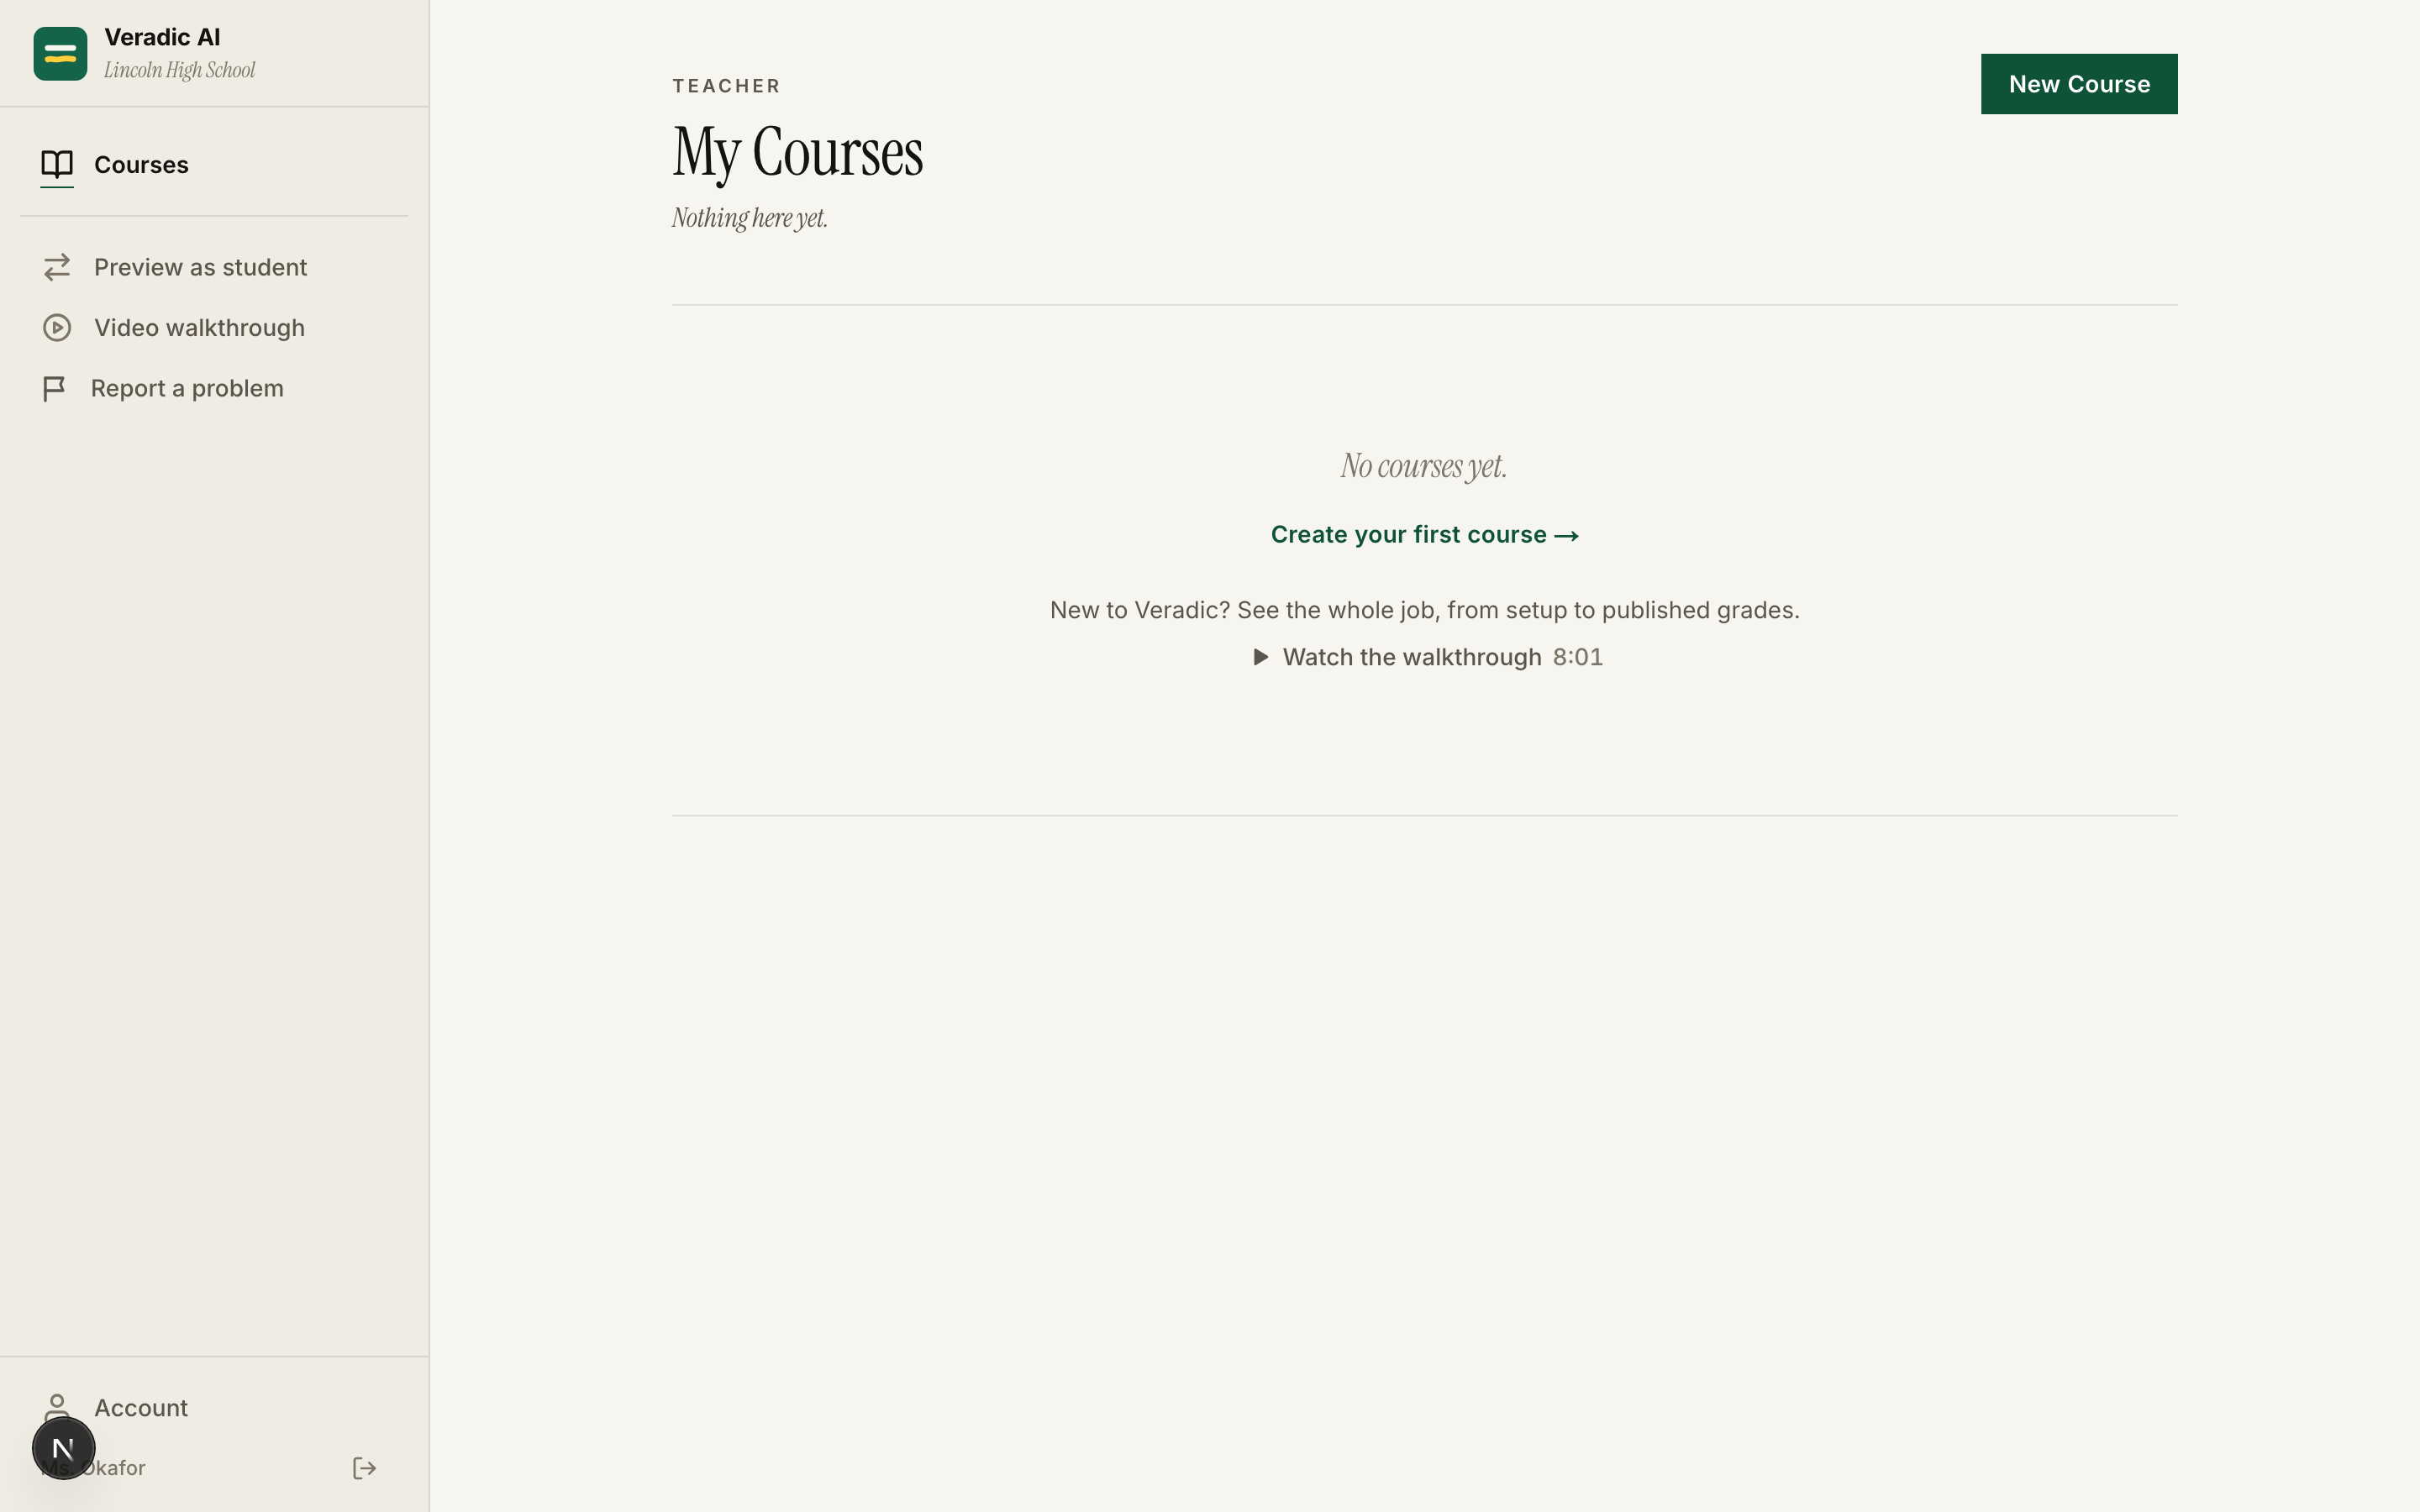 Veradic AI
Lincoln High School
Courses
Preview as student
Video walkthrough
Report a problem
Account
N
Ms. Okafor
TEACHER
My Courses
Nothing here yet.
New Course
No courses yet.
Create your first course →
New to Veradic? See the whole job, from setup to published grades.
Watch the walkthrough 8:01